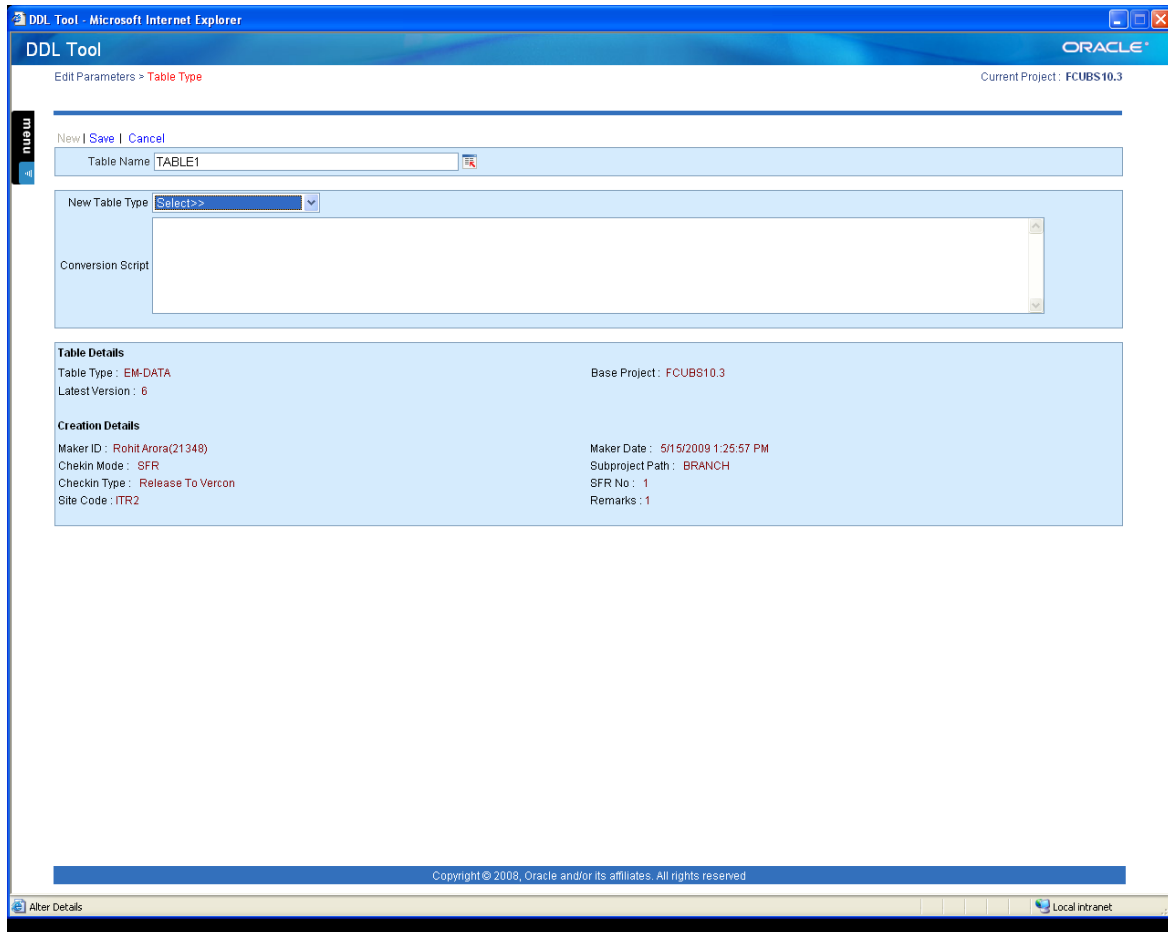 DDL Tool - Microsoft Internet Explorer
DDL Tool
ORACLE
Edit Parameters > Table Type
Current Project : FCUBS10.3
menu
New | Save | Cancel
Table Name TABLE1
New Table Type Select>>
Conversion Script
Table Details
Table Type : EM-DATA
Base Project : FCUBS10.3
Latest Version : 6
Creation Details
Maker ID : Rohit Arora(21348)
Maker Date : 5/15/2009 1:25:57 PM
Chekin Mode : SFR
Subproject Path : BRANCH
Checkin Type : Release To Vercon
SFR No : 1
Site Code : ITR2
Remarks : 1
Copyright © 2008, Oracle and/or its affiliates. All rights reserved
Alter Details
Local intranet